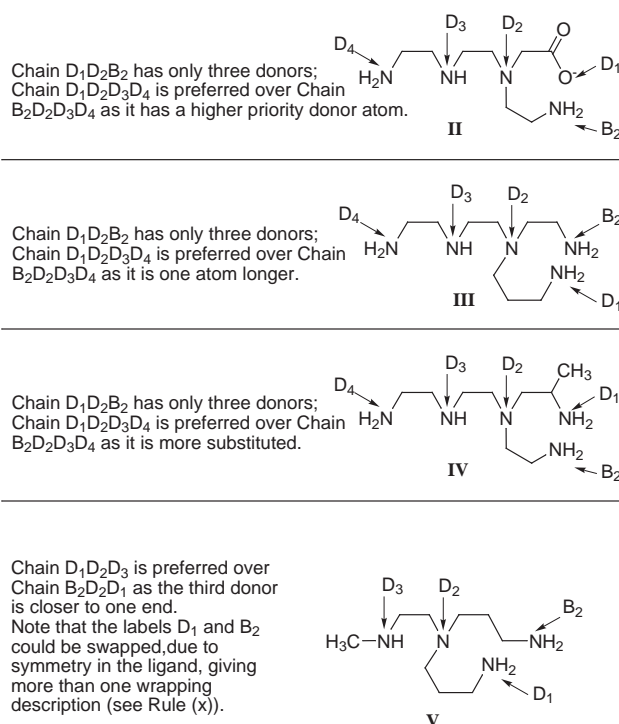 D3
D2
D4
O
Chain D1D2B2 has only three donors;
Chain D1D2D3D4 is preferred over Chain
B2D2D3D4 as it has a higher priority donor atom.
H2N
NH
N
O-
D1
NH2
B2
II
D3
D2
D4
B2
Chain D1D2B2 has only three donors;
Chain D1D2D3D4 is preferred over Chain
B2D2D3D4 as it is one atom longer.
H2N
NH
N
NH2
NH2
D1
III
CH3
D3
D2
D4
D1
Chain D1D2B2 has only three donors;
Chain D1D2D3D4 is preferred over Chain
B2D2D3D4 as it is more substituted.
H2N
NH
N
NH2
NH2
B2
IV
Chain D1D2D3 is preferred over
Chain B2D2D1 as the third donor
is closer to one end.
Note that the labels D1 and B2
could be swapped,due to
symmetry in the ligand, giving
more than one wrapping
description (see Rule (x)).
D3
D2
B2
H3C
NH
N
NH2
NH2
D1
V